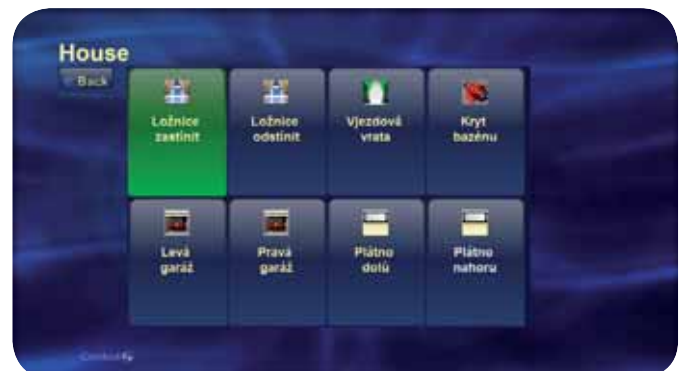 House
Back
Ložnice
zastínit
Ložnice
odstínit
Vjezdová
vrata
Kryt
bazénu
Levá
garáž
Pravá
garáž
Plátno
dolů
Plátno
nahoru